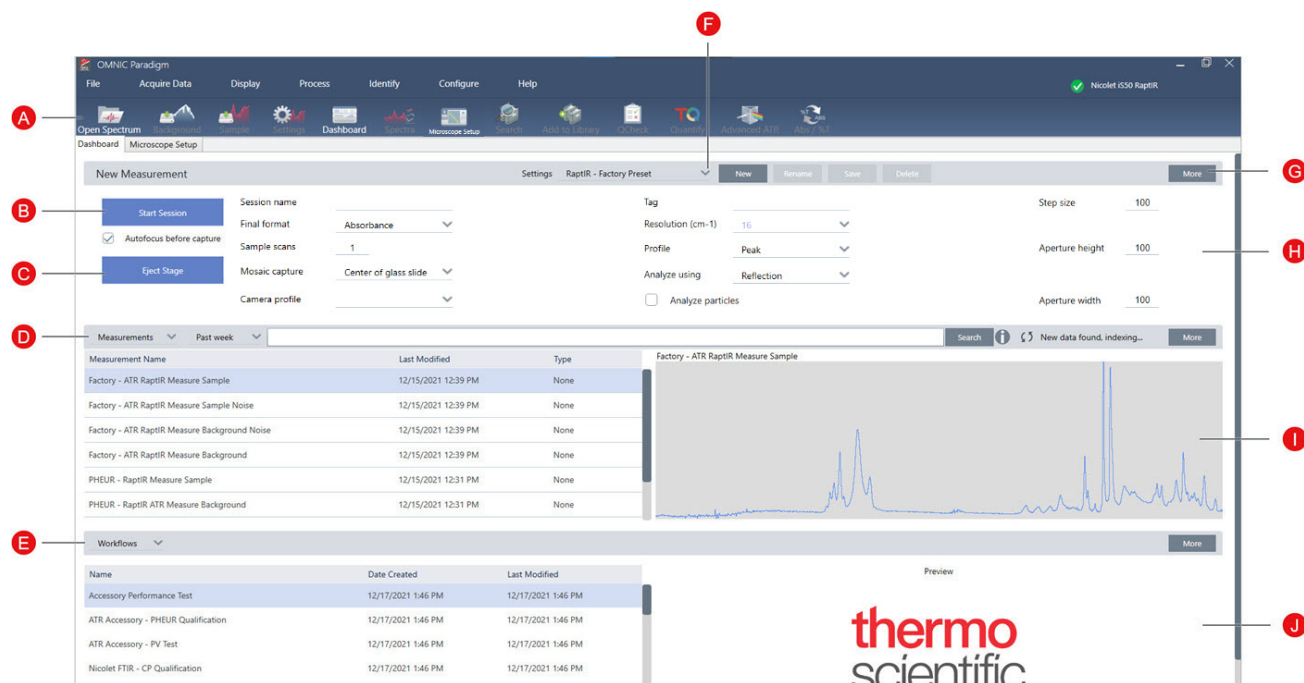 F
OMNIC Paradigm
File Acquire Data Display Process Identify Configure Help
Nicolet iS50 RaptIR
A
Open Spectrum Background Sample Settings Dashboard Spectra Microscope Setup Search Add to Library QCheck Quantify Advanced ATR Abs / %T
Dashboard Microscope Setup
New Measurement Settings RaptIR - Factory Preset New Rename Save Delete More
G
Session name Tag Step size 100
B
Start Session
Final format Absorbance Resolution (cm-1) 16
Autofocus before capture
Sample scans 1 Profile Peak Aperture height 100
H
C
Eject Stage
Mosaic capture Center of glass slide Analyze using Reflection
Camera profile Analyze particles Aperture width 100
D
Measurements Past week Search New data found, indexing... More
Measurement Name Last Modified Type
Factory - ATR RaptIR Measure Sample
Factory - ATR RaptIR Measure Sample 12/15/2021 12:39 PM None
Factory - ATR RaptIR Measure Sample Noise 12/15/2021 12:39 PM None
Factory - ATR RaptIR Measure Background Noise 12/15/2021 12:39 PM None
I
Factory - ATR RaptIR Measure Background 12/15/2021 12:39 PM None
PHEUR - RaptIR Measure Sample 12/15/2021 12:31 PM None
PHEUR - RaptIR ATR Measure Background 12/15/2021 12:31 PM None
E
Workflows More
Name Date Created Last Modified
Preview
Accessory Performance Test 12/17/2021 1:46 PM 12/17/2021 1:46 PM
ATR Accessory - PHEUR Qualification 12/17/2021 1:46 PM 12/17/2021 1:46 PM
J
ATR Accessory - PV Test 12/17/2021 1:46 PM 12/17/2021 1:46 PM
Nicolet FTIR - CP Qualification 12/17/2021 1:46 PM 12/17/2021 1:46 PM
thermo
scientific